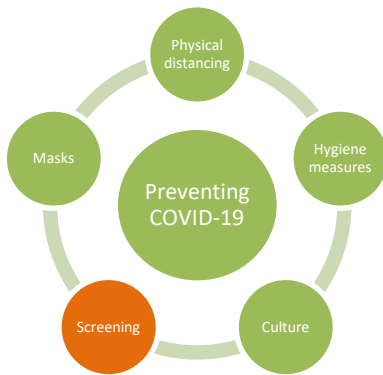 Physical
distancing
Hygiene
measures
Culture
Screening
Masks
Preventing
COVID-19